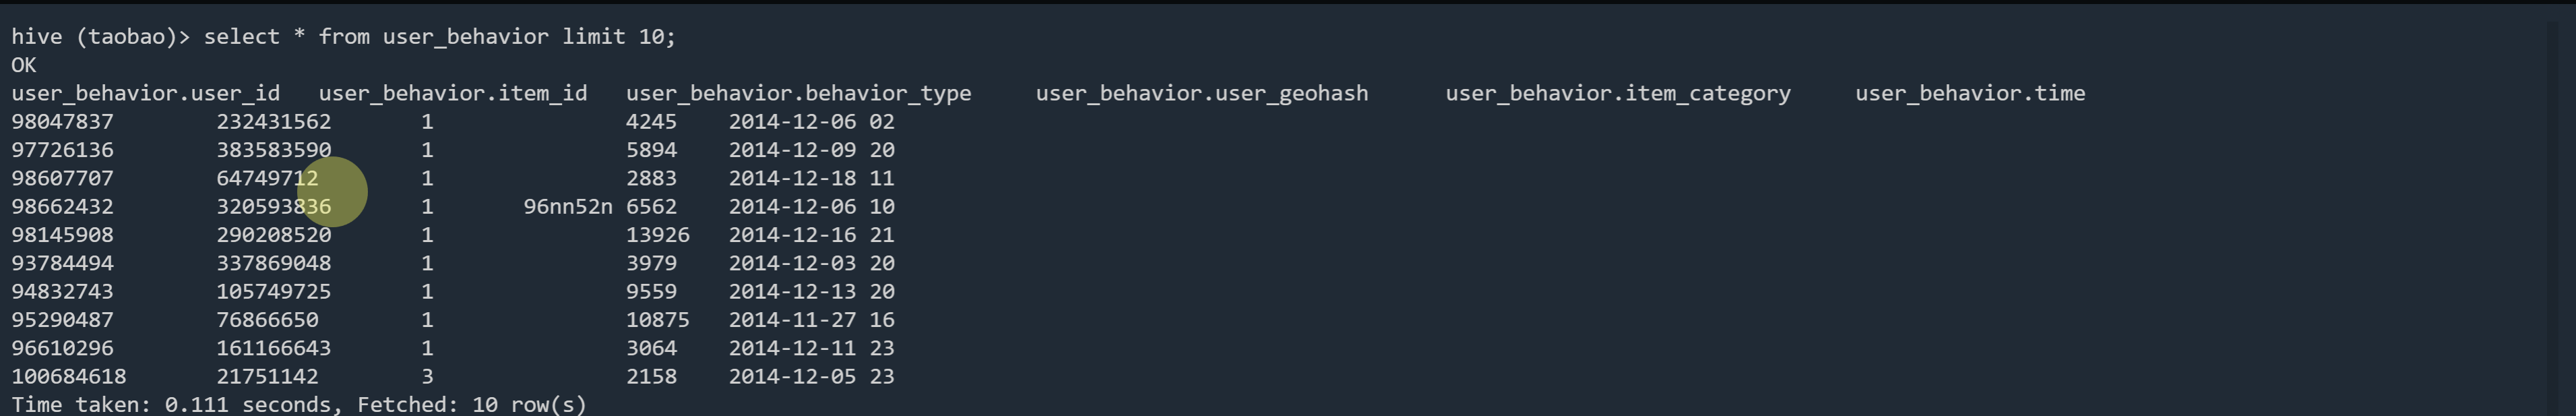 hive (taobao)> select * from user_behavior limit 10;
OK
user_behavior.user_id user_behavior.item_id user_behavior.behavior_type user_behavior.user_geohash user_behavior.item_category user_behavior.time
98047837 232431562 1 4245 2014-12-06 02
97726136 383583590 1 5894 2014-12-09 20
98607707 64749712 1 2883 2014-12-18 11
98662432 320593836 1 96nn52n 6562 2014-12-06 10
98145908 290208520 1 13926 2014-12-16 21
93784494 337869048 1 3979 2014-12-03 20
94832743 105749725 1 9559 2014-12-13 20
95290487 76866650 1 10875 2014-11-27 16
96610296 161166643 1 3064 2014-12-11 23
100684618 21751142 3 2158 2014-12-05 23
Time taken: 0.111 seconds, Fetched: 10 row(s)